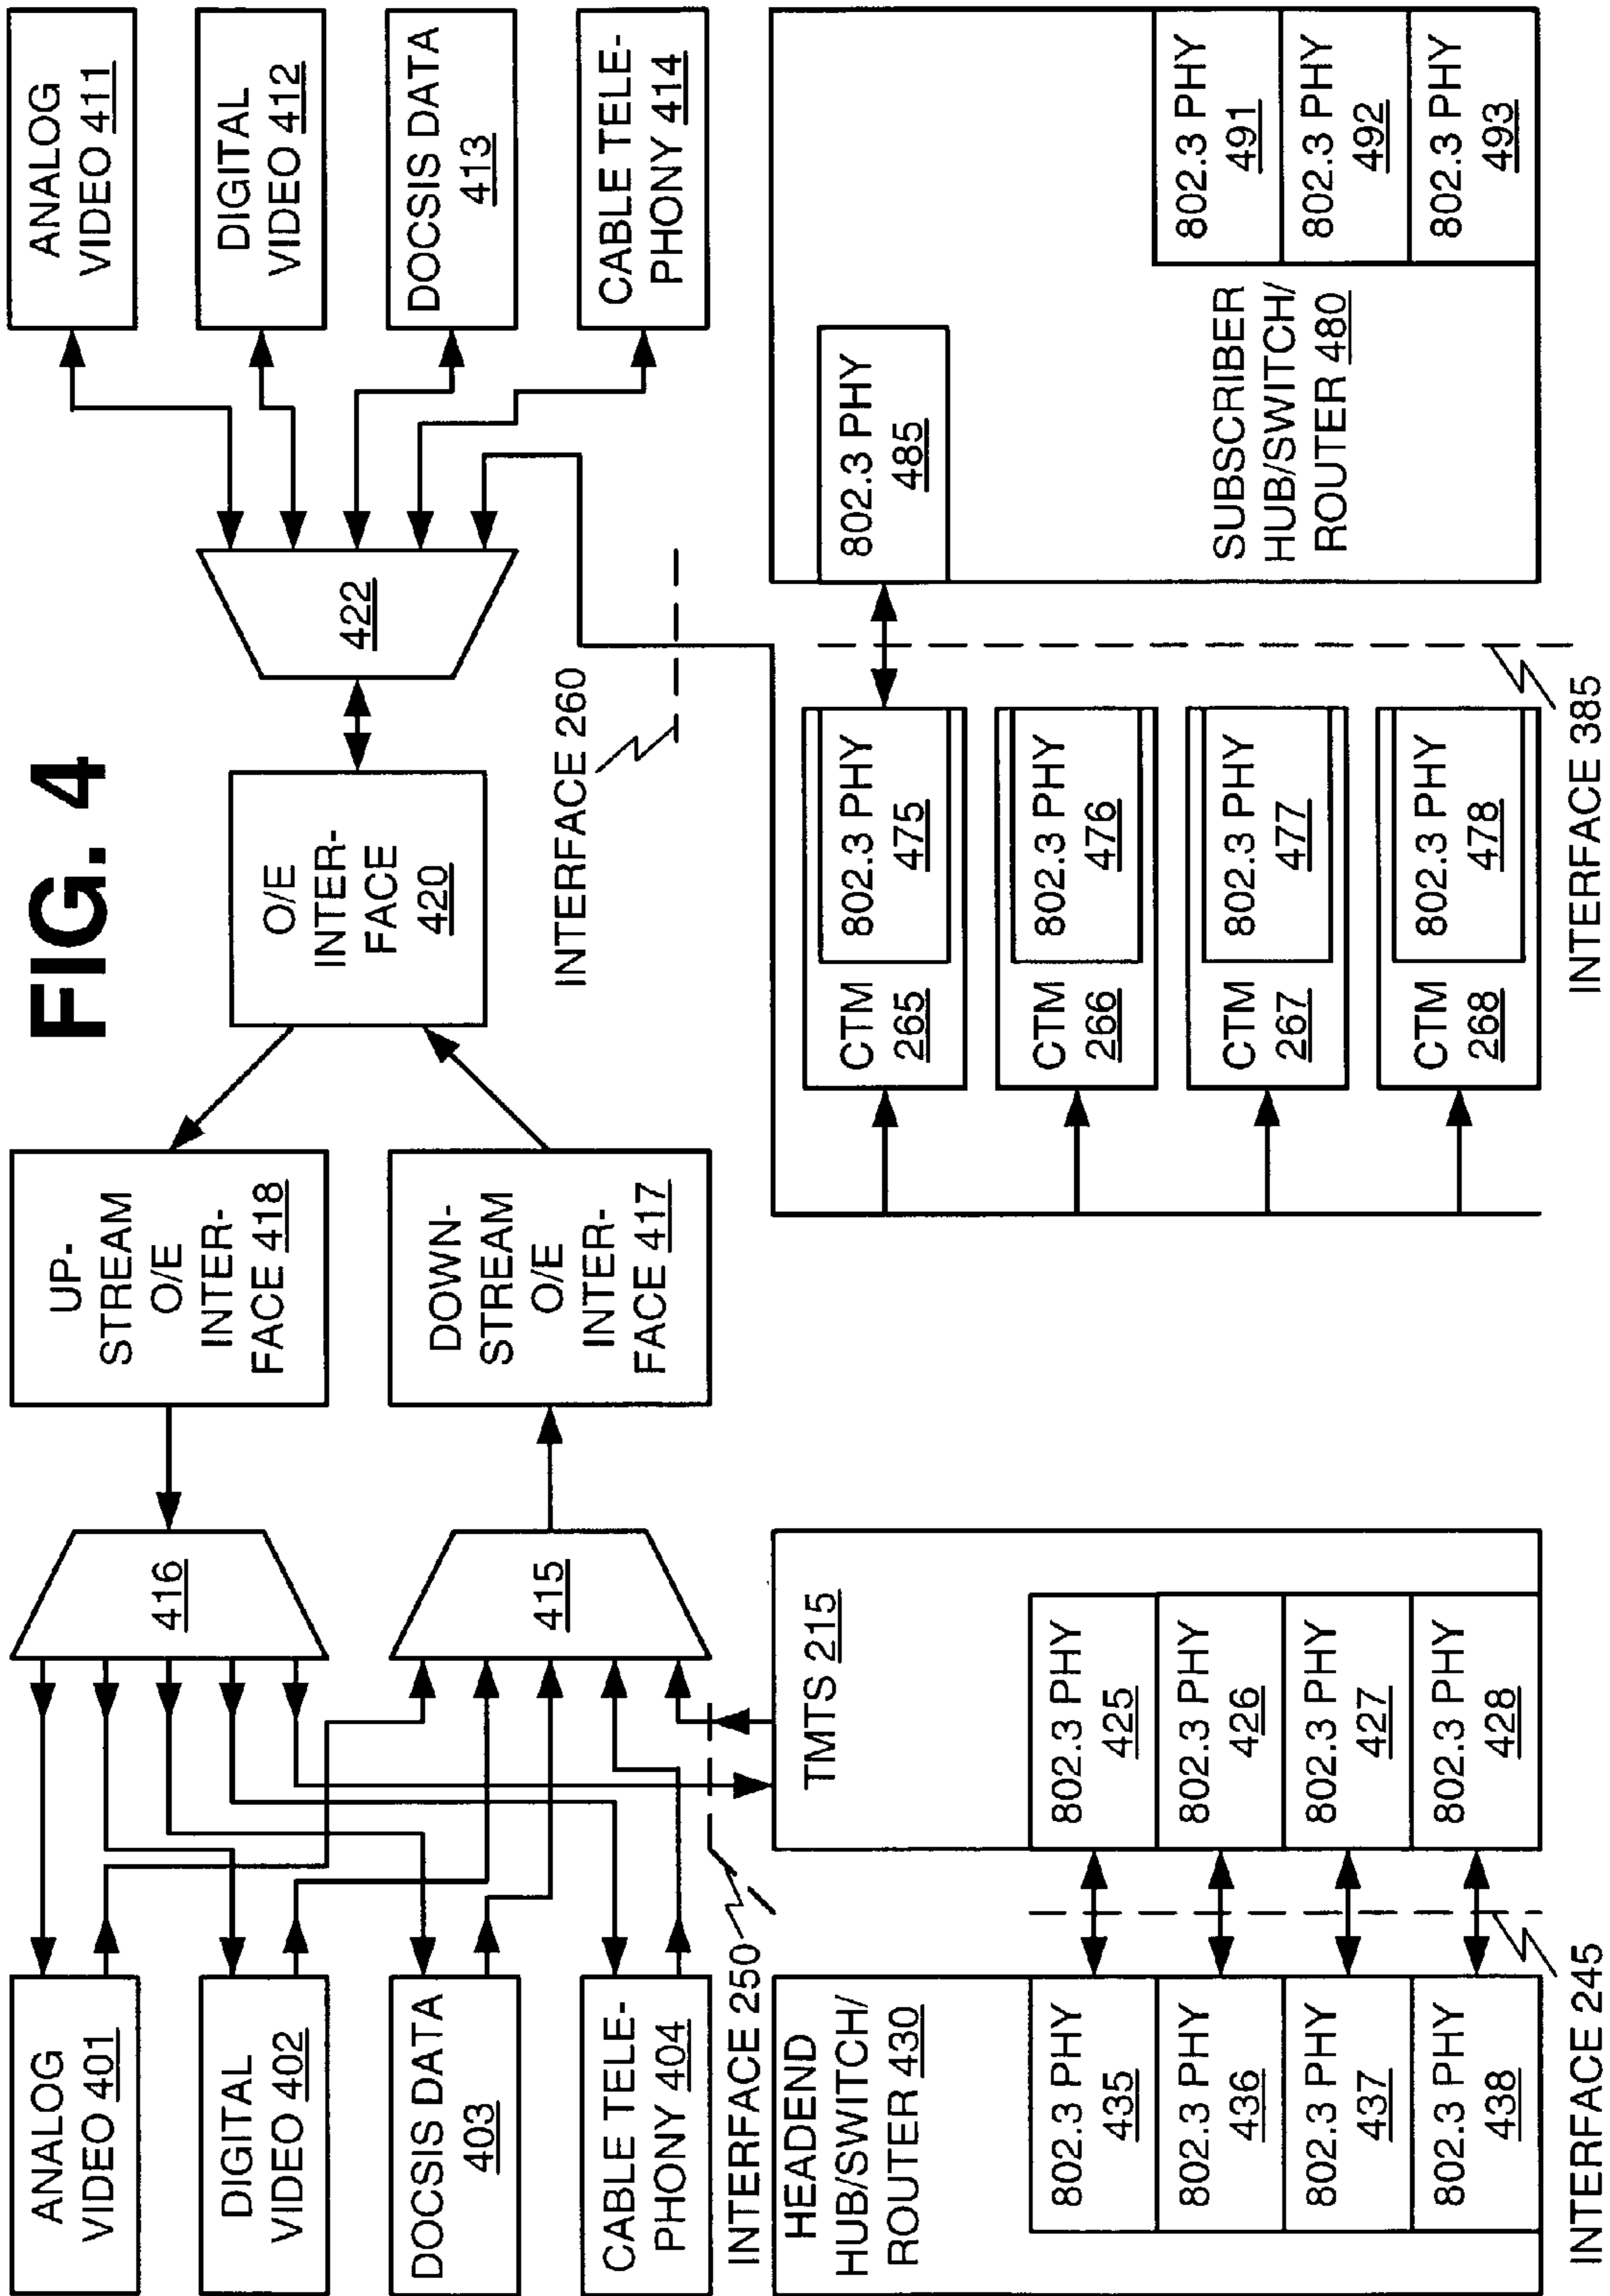 FIG. 4
ANALOG
VIDEO 401
DIGITAL
VIDEO 402
DOCSIS DATA
403
CABLE TELE-
PHONY 404
416
415
UP-
STREAM
O/E
INTER-
FACE 418
DOWN-
STREAM
O/E
INTER-
FACE 417
O/E
INTER-
FACE
420
422
ANALOG
VIDEO 411
DIGITAL
VIDEO 412
DOCSIS DATA
413
CABLE TELE-
PHONY 414
INTERFACE 250
INTERFACE 260
HEADEND
HUB/SWITCH/
ROUTER 430
802.3 PHY
435
802.3 PHY
436
802.3 PHY
437
802.3 PHY
438
INTERFACE 245
TMTS 215
802.3 PHY
425
802.3 PHY
426
802.3 PHY
427
802.3 PHY
428
CTM
265
802.3 PHY
475
CTM
266
802.3 PHY
476
CTM
267
802.3 PHY
477
CTM
268
802.3 PHY
478
INTERFACE 385
802.3 PHY
485
SUBSCRIBER
HUB/SWITCH/
ROUTER 480
802.3 PHY
491
802.3 PHY
492
802.3 PHY
493